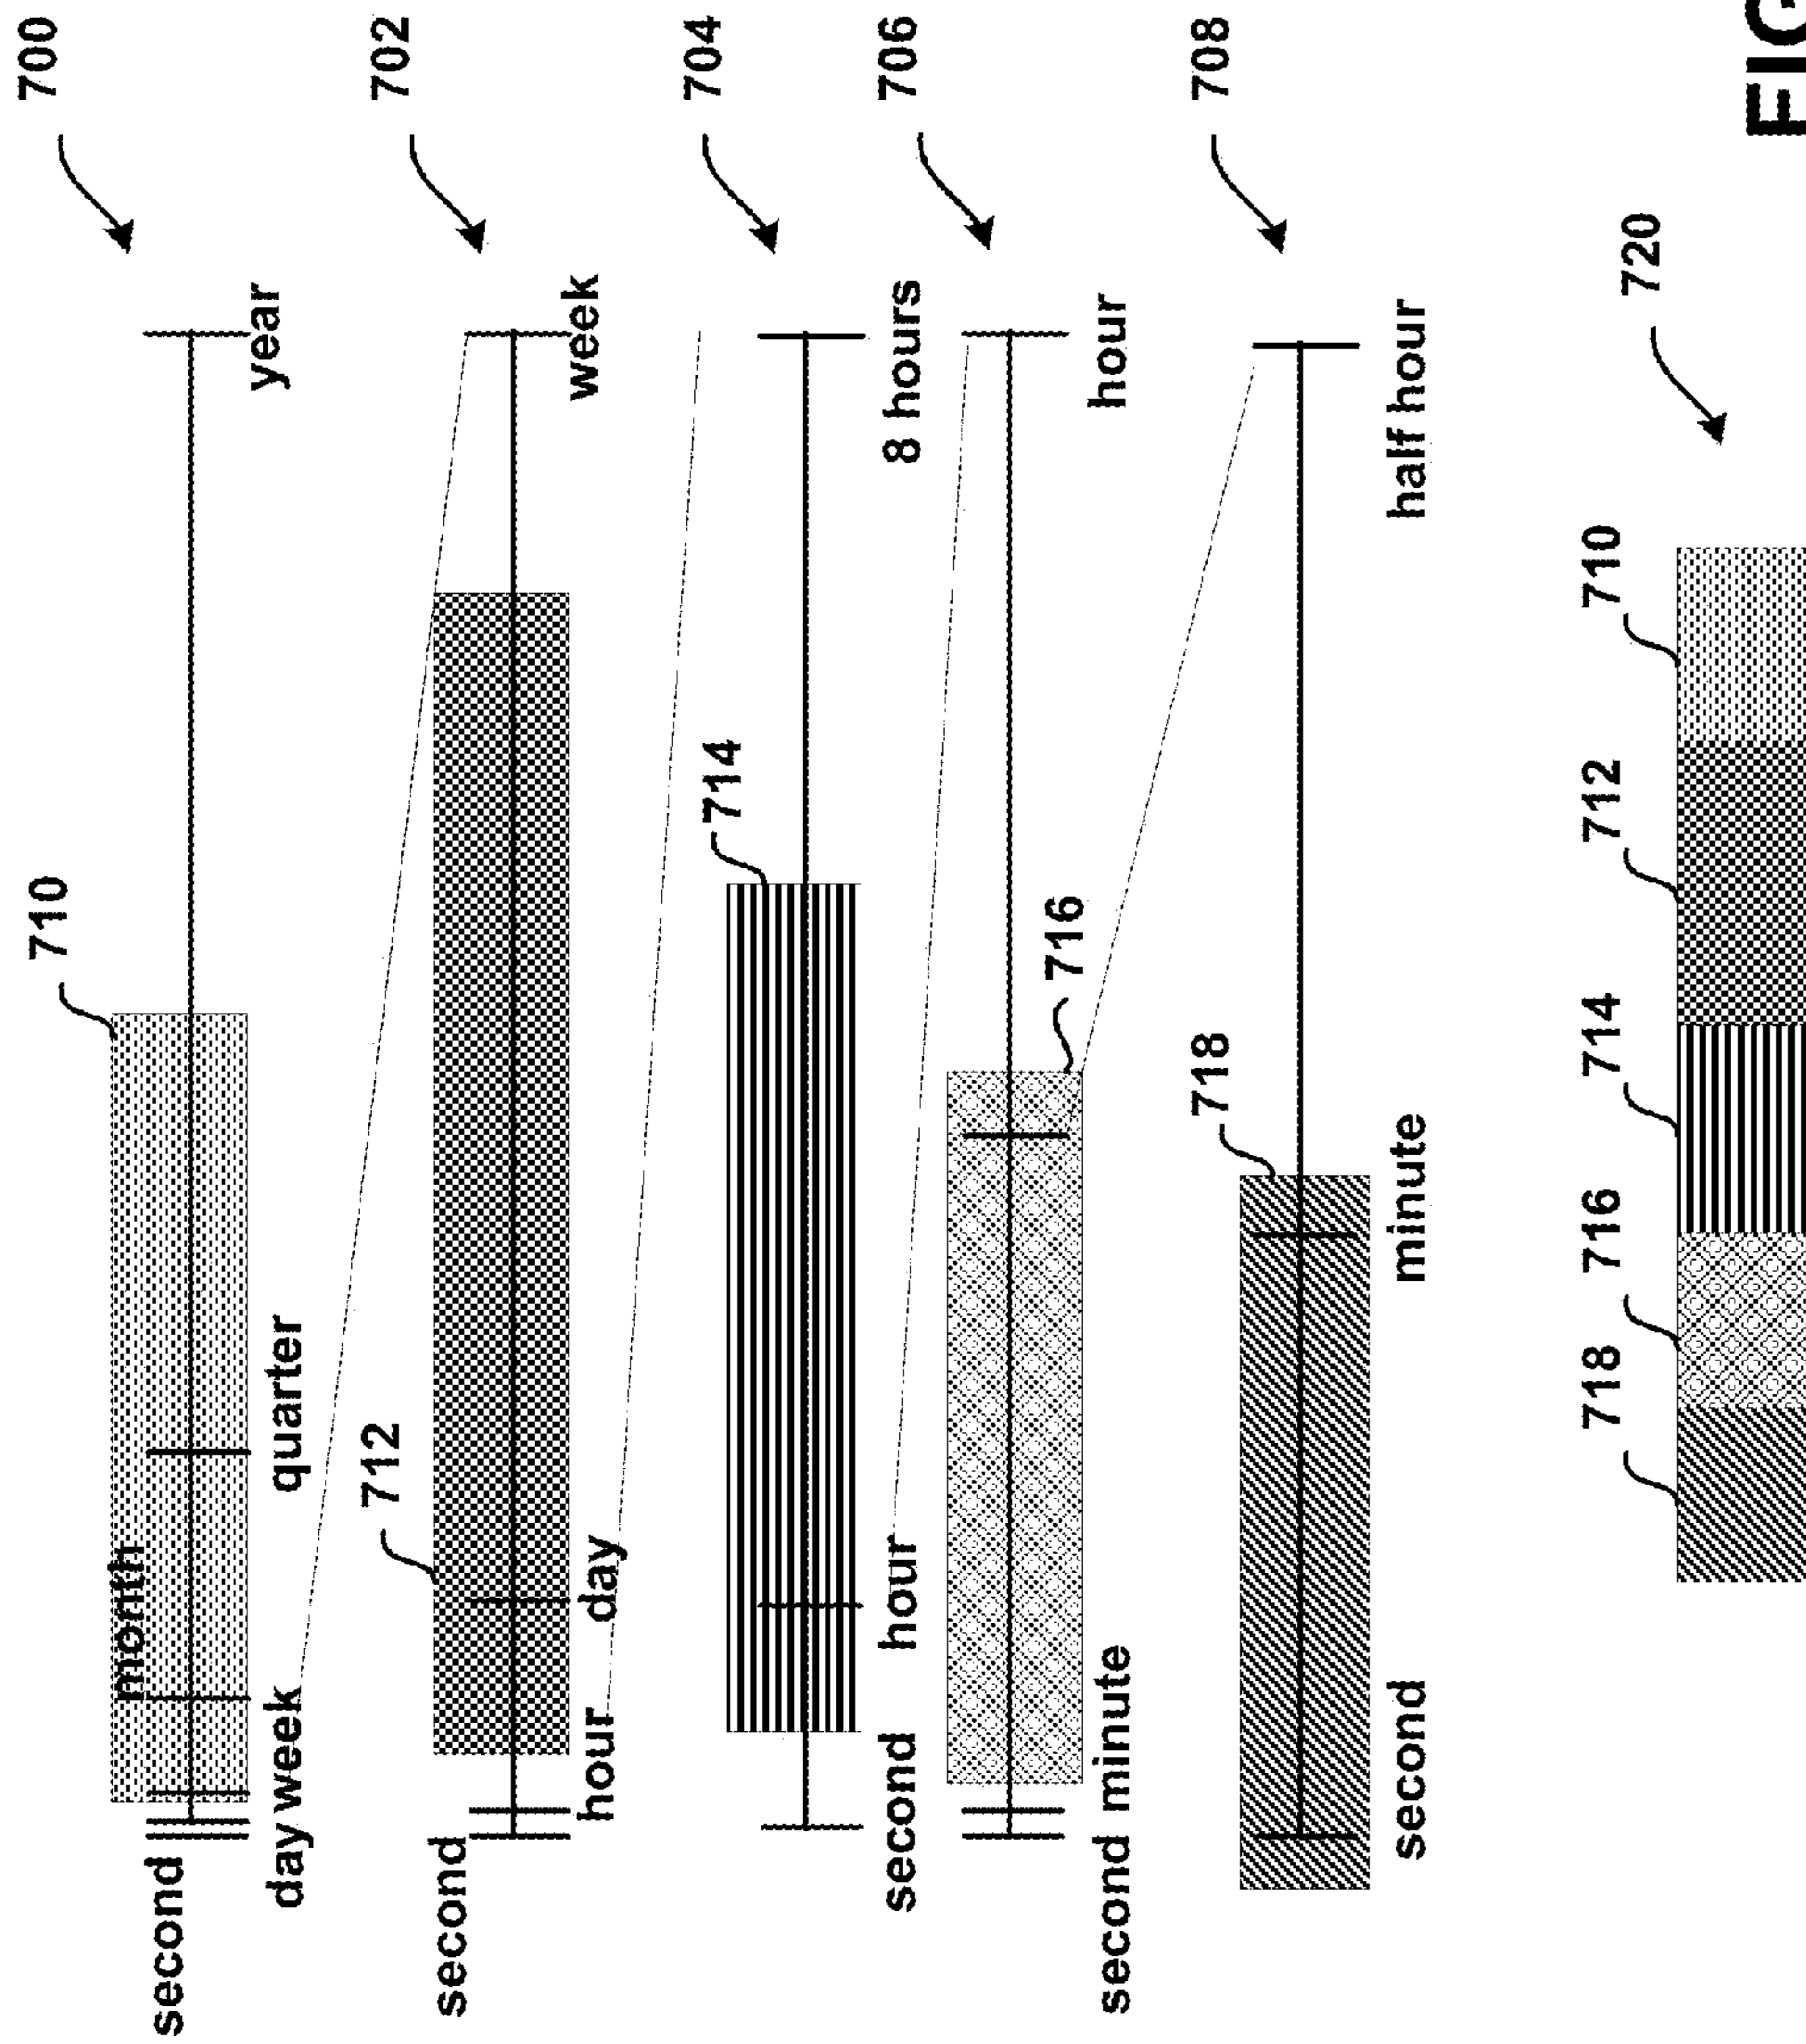 710 700
month
second year
day week quarter
712 702
second
hour day week
714 704
second hour 8 hours
706
716
second minute hour
718 708
second minute half hour
718 716 714 712 710
720
FIG